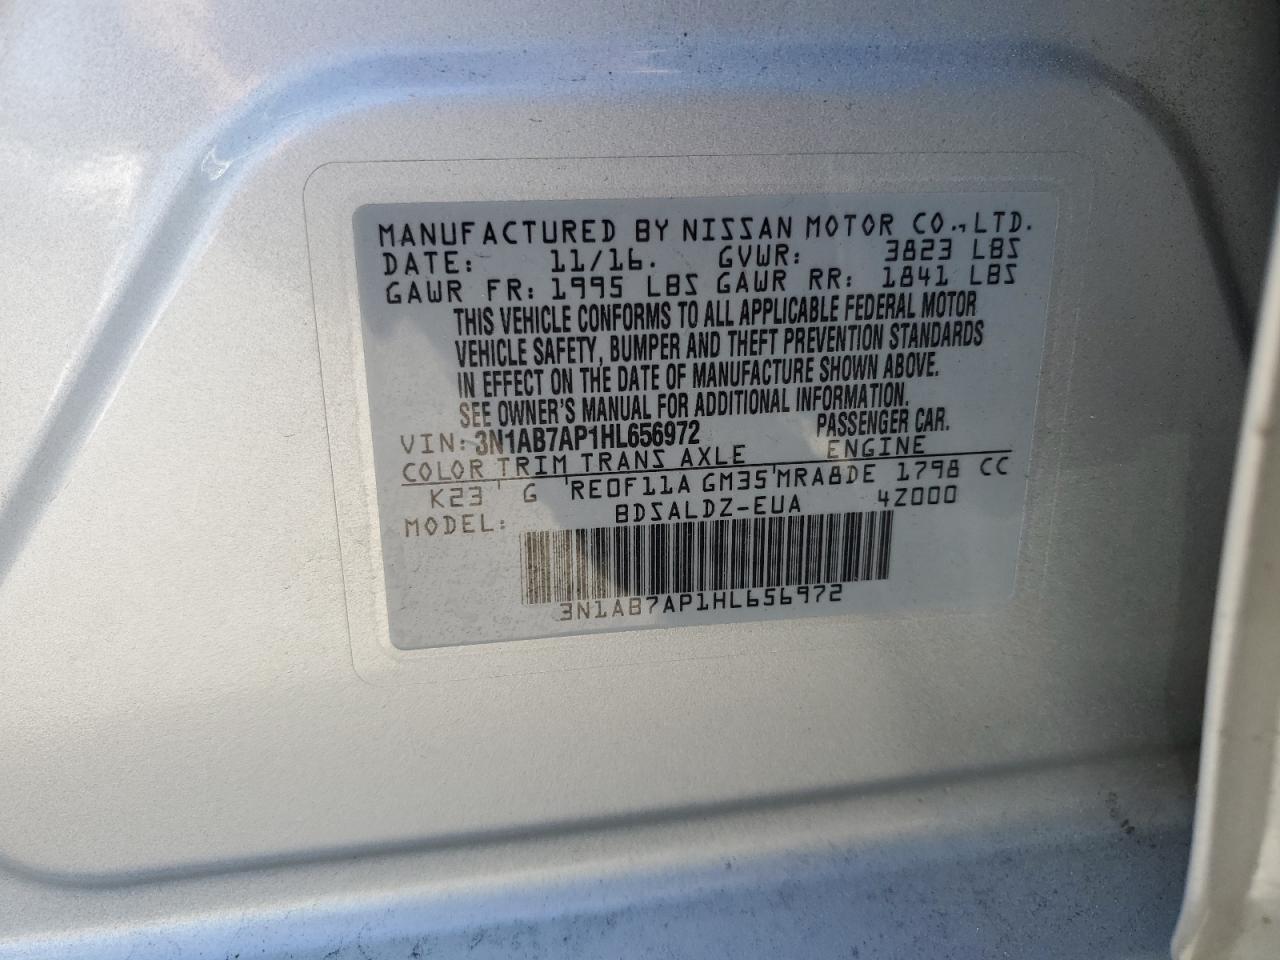 MANUFACTURED BY NISSAN MOTOR CO., LTD.
DATE: 11/16. GVWR: 3823 LBS
GAWR FR: 1995 LBS GAWR RR: 1841 LBS
THIS VEHICLE CONFORMS TO ALL APPLICABLE FEDERAL MOTOR
VEHICLE SAFETY, BUMPER AND THEFT PREVENTION STANDARDS
IN EFFECT ON THE DATE OF MANUFACTURE SHOWN ABOVE.
SEE OWNER'S MANUAL FOR ADDITIONAL INFORMATION.
VIN: 3N1AB7AP1HL656972 PASSENGER CAR.
COLOR TRIM TRANS AXLE ENGINE
K23 G RE0F11A GM35 MRA8DE 1798 CC
MODEL: BDSALDZ-EUA 4Z000
3N1AB7AP1HL656972